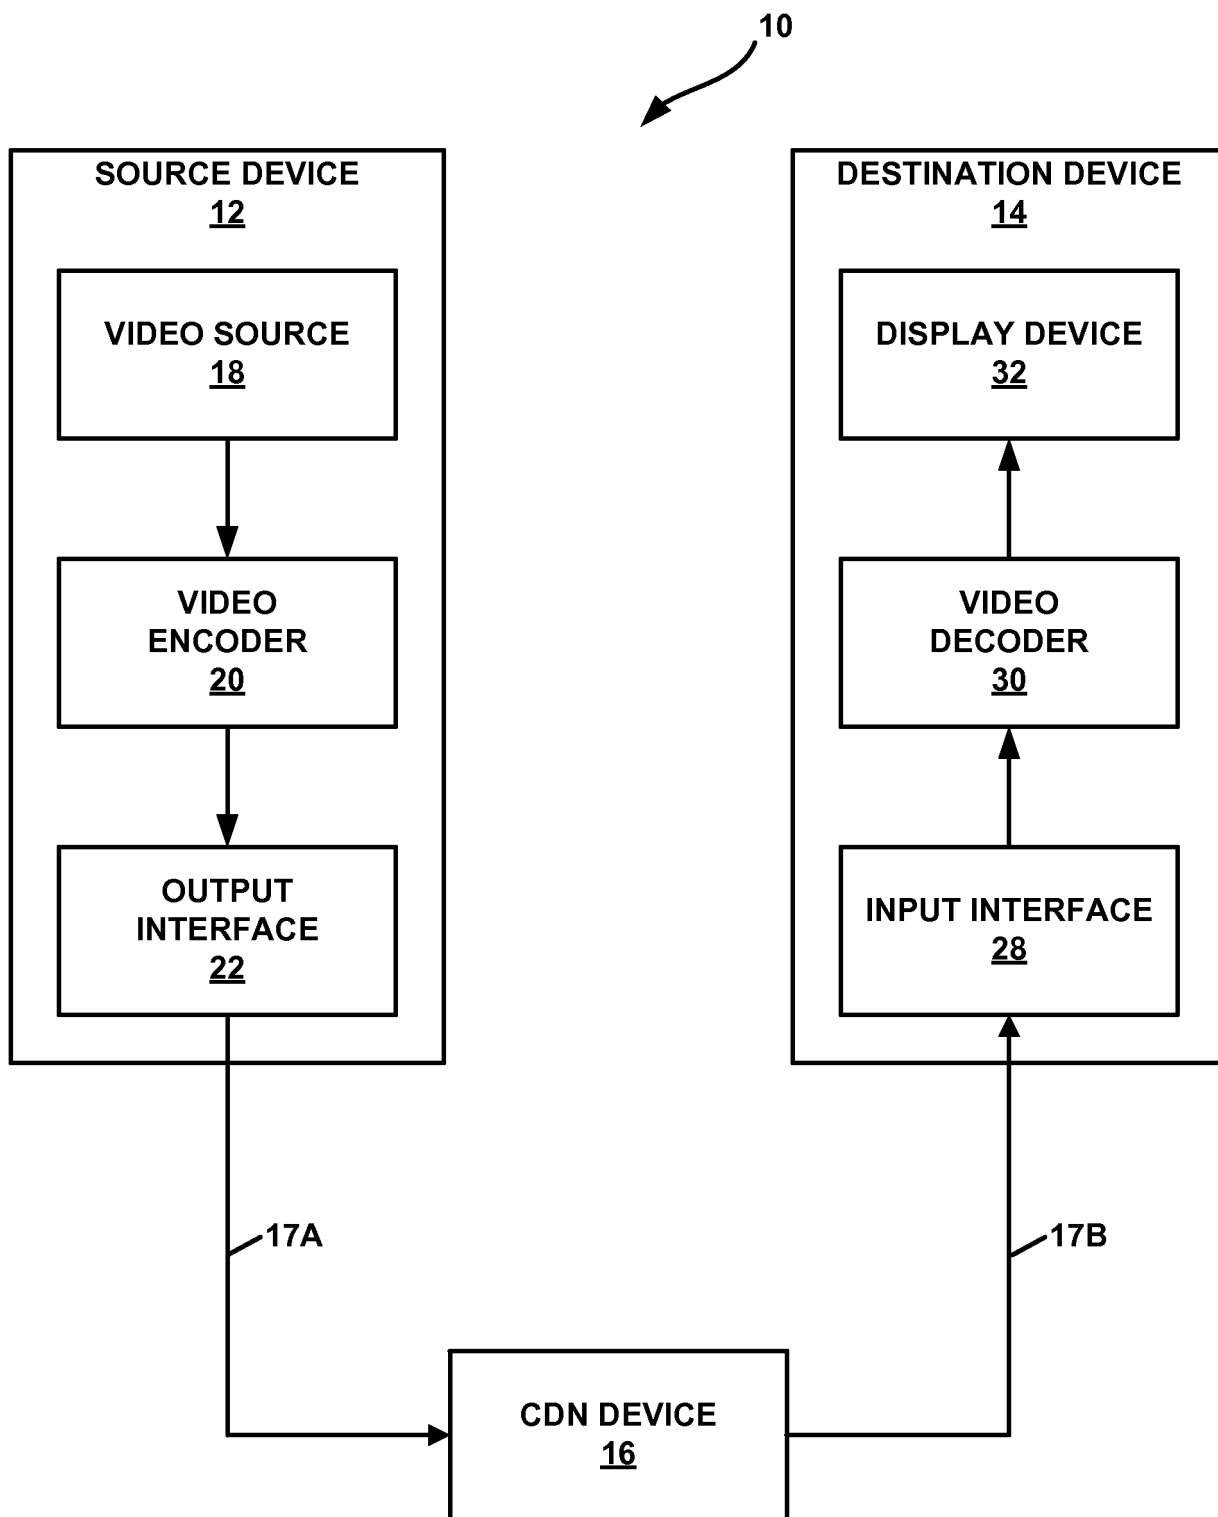 10
SOURCE DEVICE
12
VIDEO SOURCE
18
VIDEO
ENCODER
20
OUTPUT
INTERFACE
22
DESTINATION DEVICE
14
DISPLAY DEVICE
32
VIDEO
DECODER
30
INPUT INTERFACE
28
17A
17B
CDN DEVICE
16